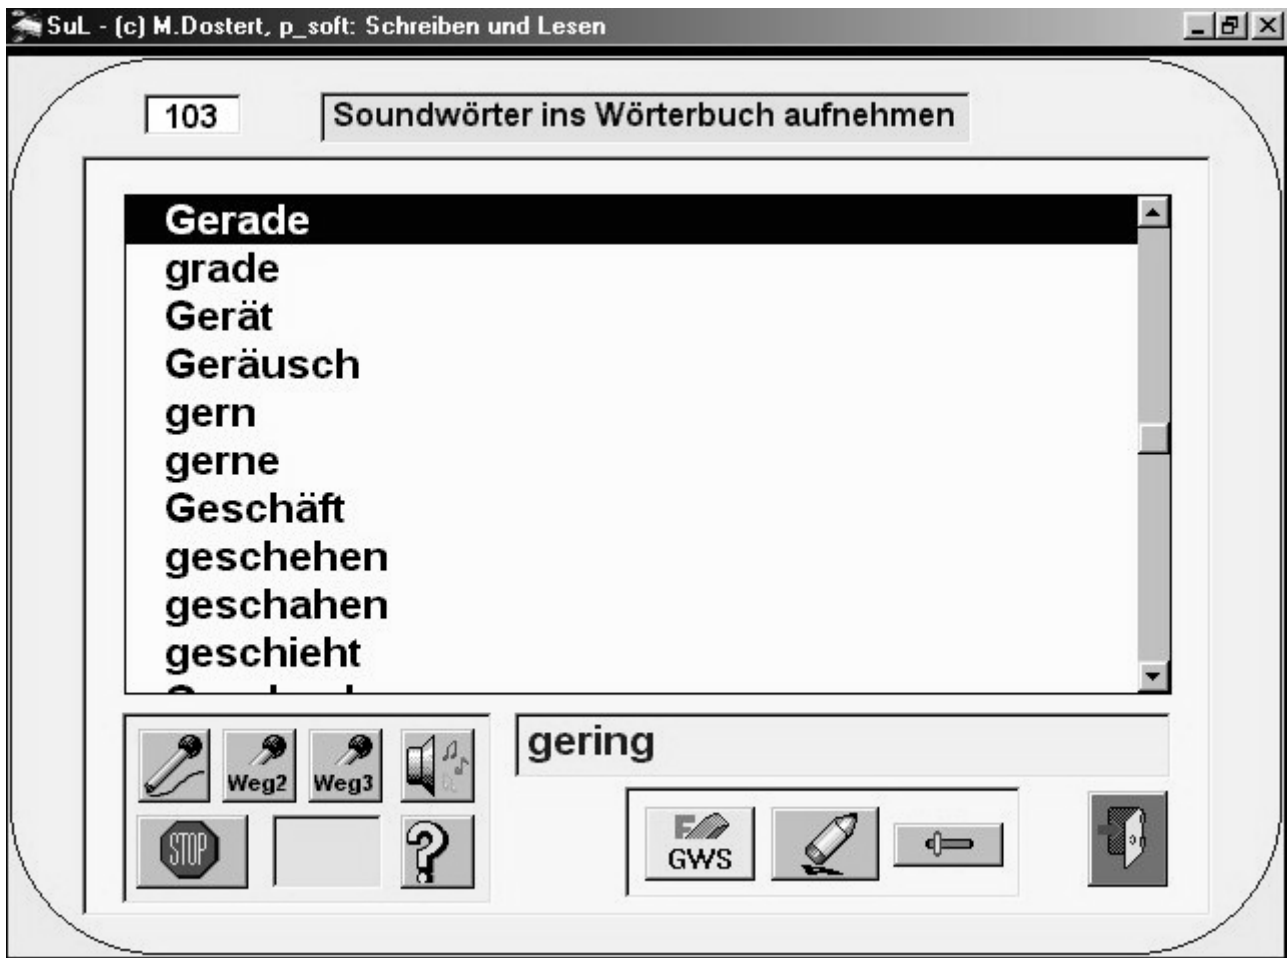 SuL - (c) M.Dostert, p_soft: Schreiben und Lesen
103
Soundwörter ins Wörterbuch aufnehmen
Gerade
grade
Gerät
Geräusch
gern
gerne
Geschäft
geschehen
geschahen
geschieht
Weg2 Weg3
gering
STOP
GWS